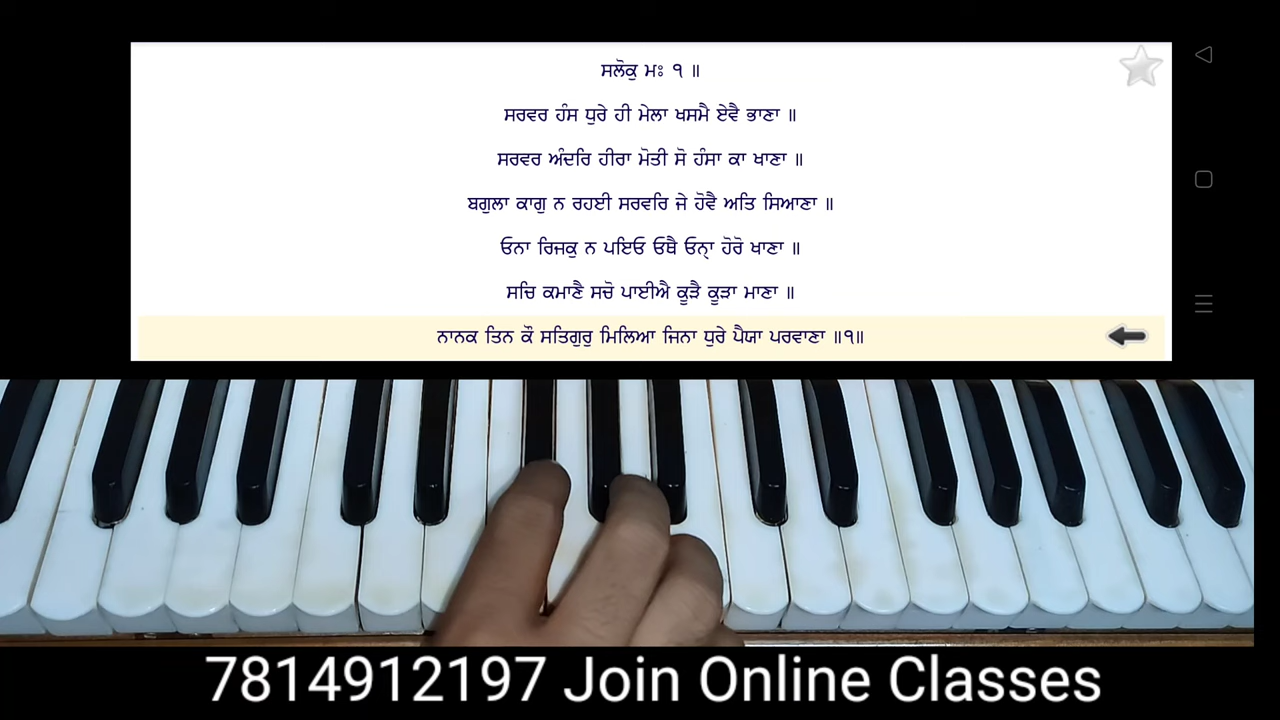 ਸਲੋਕੁ ਮਃ ੧ ॥
ਸਰਵਰ ਹੰਸ ਧੁਰੇ ਹੀ ਮੇਲਾ ਖਸਮੈ ਏਵੈ ਭਾਣਾ ॥
ਸਰਵਰ ਅੰਦਰਿ ਹੀਰਾ ਮੋਤੀ ਸੋ ਹੰਸਾ ਕਾ ਖਾਣਾ ॥
ਬਗੁਲਾ ਕਾਗੁ ਨ ਰਹਈ ਸਰਵਰਿ ਜੇ ਹੋਵੈ ਅਤਿ ਸਿਆਣਾ ॥
ਓਨਾ ਰਿਜਕੁ ਨ ਪਇਓ ਓਥੈ ਓਨ੍ਹਾ ਹੋਰੋ ਖਾਣਾ ॥
ਸਚਿ ਕਮਾਣੈ ਸਚੋ ਪਾਈਐ ਕੂੜੈ ਕੂੜਾ ਮਾਣਾ ॥
ਨਾਨਕ ਤਿਨ ਕੌ ਸਤਿਗੁਰੁ ਮਿਲਿਆ ਜਿਨਾ ਧੁਰੇ ਪੈਯਾ ਪਰਵਾਣਾ ॥੧॥
7814912197 Join Online Classes